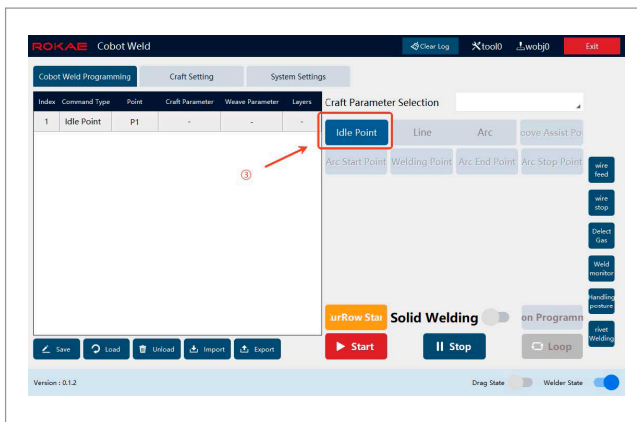 ROKAE Cobot Weld
Clear Log tool0 wobj0 Exit
Cobot Weld Programming Craft Setting System Settings
Index Command Type Point Craft Parameter Weave Parameter Layers
Craft Parameter Selection
1 Idle Point P1 - - -
Idle Point Line Arc oove Assist Po
Arc Start Point Welding Point Arc End Point Arc Stop Point
③
wire
feed
wire
stop
Delect
Gas
Weld
monitor
Handling
posture
rivet
Welding
urRow Star Solid Welding on Programm
Save Load Unload Import Export
Start Stop Loop
Version : 0.1.2 Drag State Welder State